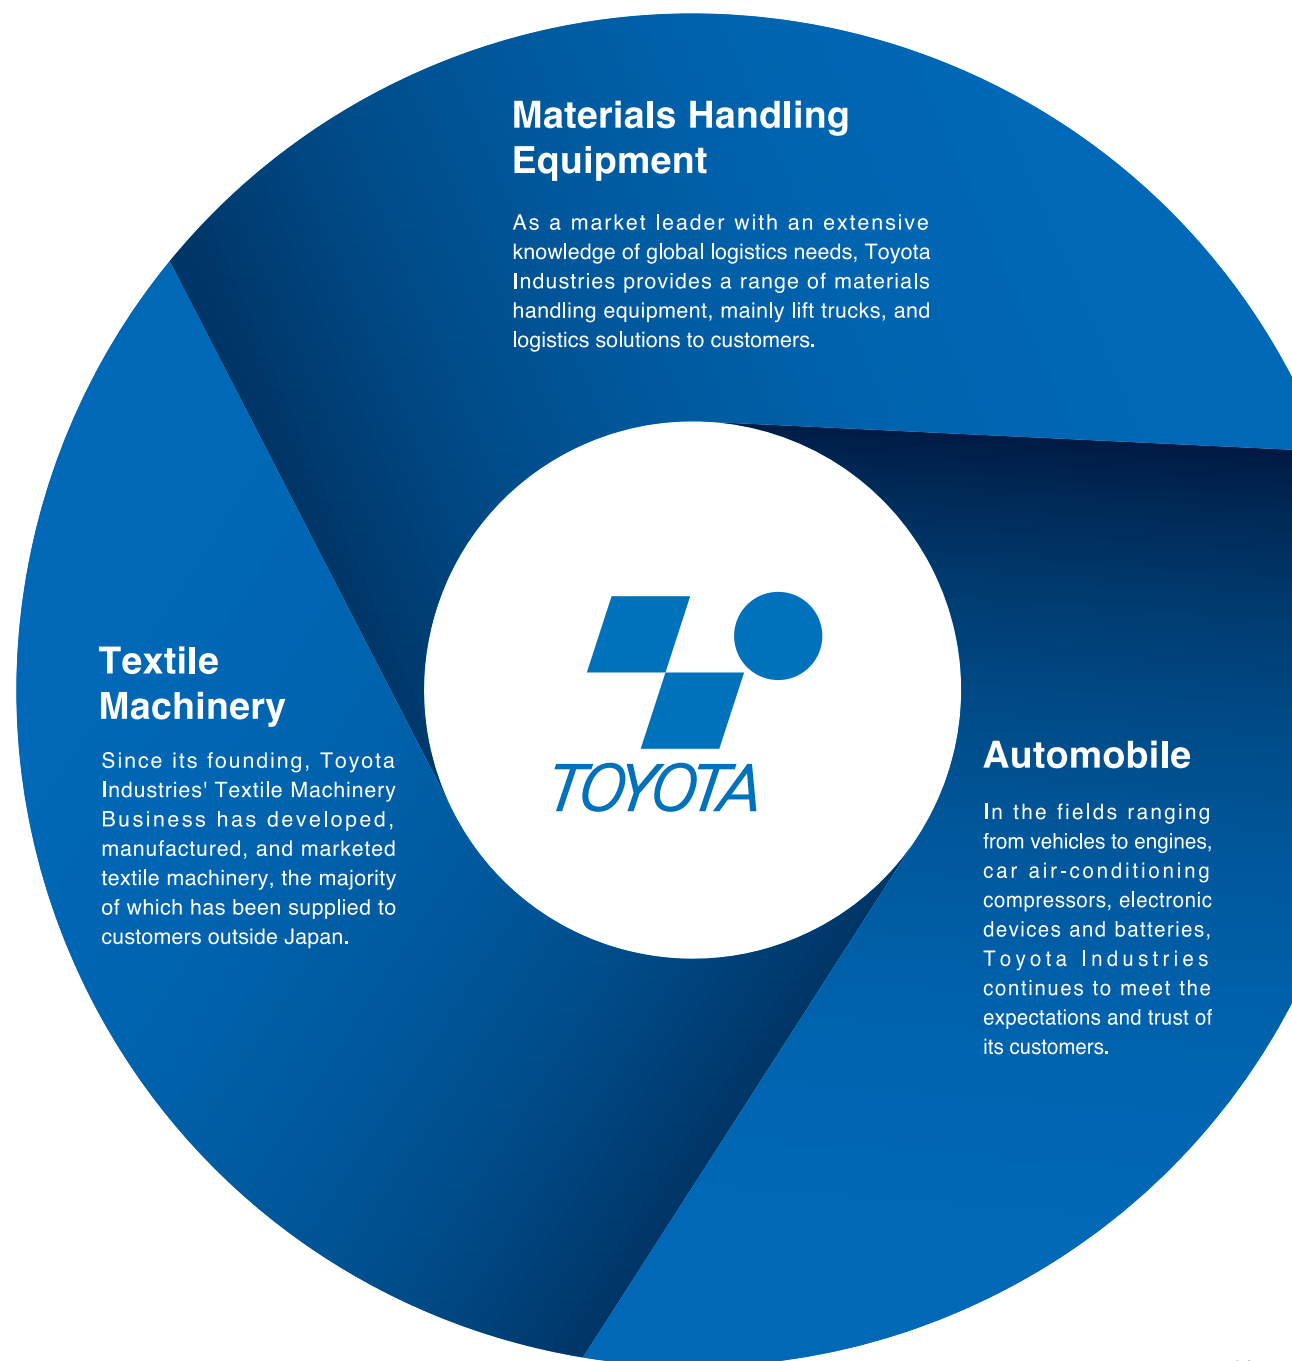 Materials Handling
Equipment
As a market leader with an extensive
knowledge of global logistics needs, Toyota
Industries provides a range of materials
handling equipment, mainly lift trucks, and
logistics solutions to customers.
Textile
Machinery
Since its founding, Toyota
Industries' Textile Machinery
Business has developed,
manufactured, and marketed
textile machinery, the majority
of which has been supplied to
customers outside Japan.
TOYOTA
Automobile
In the fields ranging
from vehicles to engines,
car air-conditioning
compressors, electronic
devices and batteries,
Toyota Industries
continues to meet the
expectations and trust of
its customers.